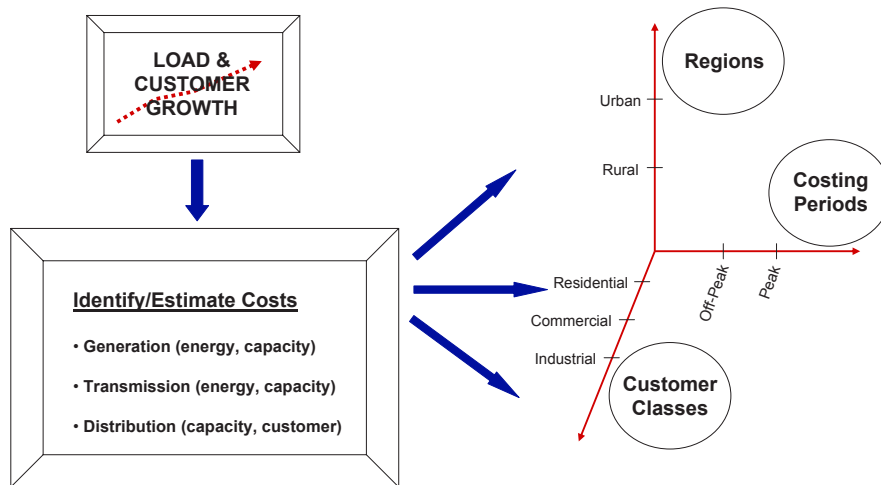 LOAD &
CUSTOMER
GROWTH
Identify/Estimate Costs
• Generation (energy, capacity)
• Transmission (energy, capacity)
• Distribution (capacity, customer)
Regions
Urban
Rural
Costing
Periods
Off-Peak
Peak
Residential
Commercial
Industrial
Customer
Classes